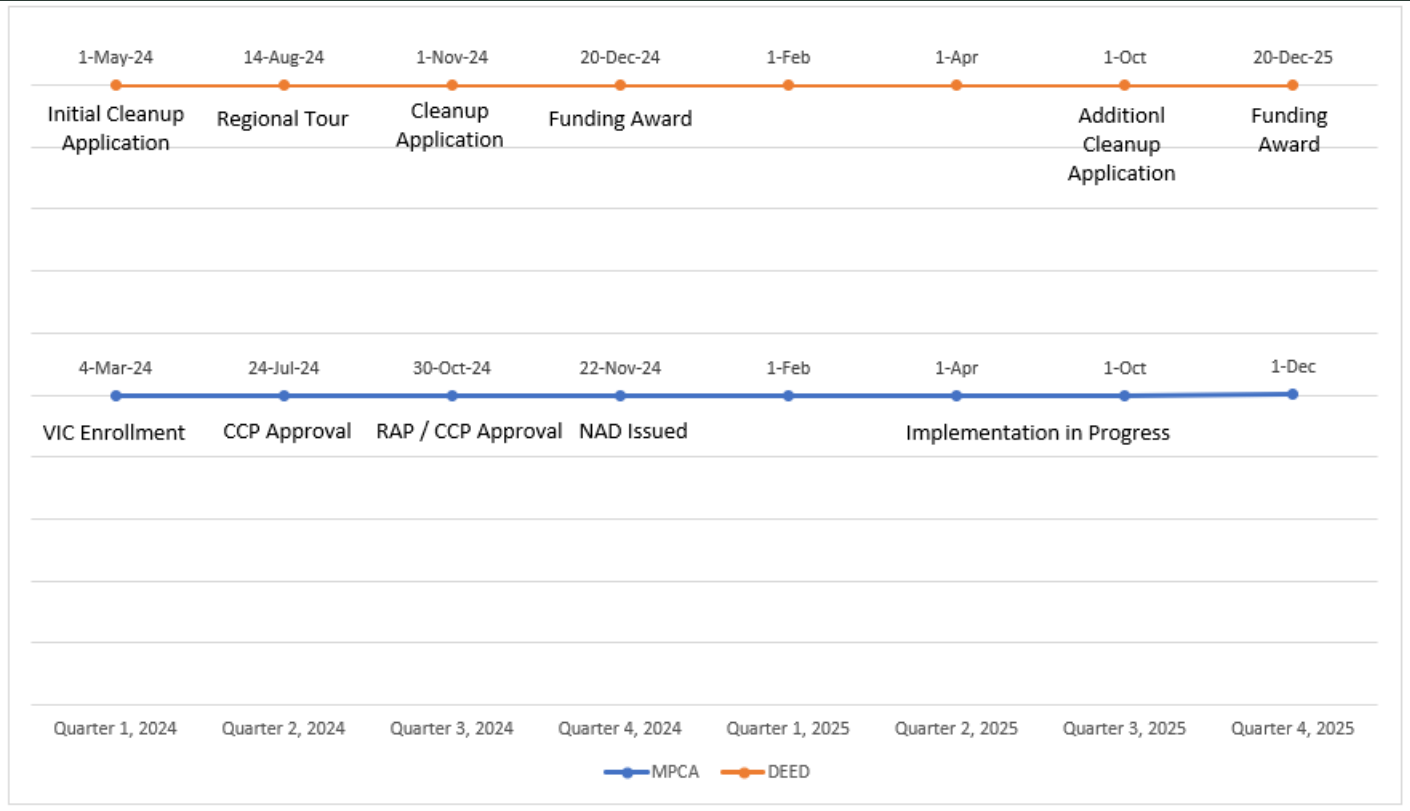 1-May-24 14-Aug-24 1-Nov-24 20-Dec-24 1-Feb 1-Apr 1-Oct 20-Dec-25
Initial Cleanup
Application
Regional Tour
Cleanup
Application
Funding Award
Additionl
Cleanup
Application
Funding
Award
4-Mar-24 24-Jul-24 30-Oct-24 22-Nov-24 1-Feb 1-Apr 1-Oct 1-Dec
VIC Enrollment CCP Approval RAP / CCP Approval NAD Issued Implementation in Progress
Quarter 1, 2024 Quarter 2, 2024 Quarter 3, 2024 Quarter 4, 2024 Quarter 1, 2025 Quarter 2, 2025 Quarter 3, 2025 Quarter 4, 2025
MPCA DEED